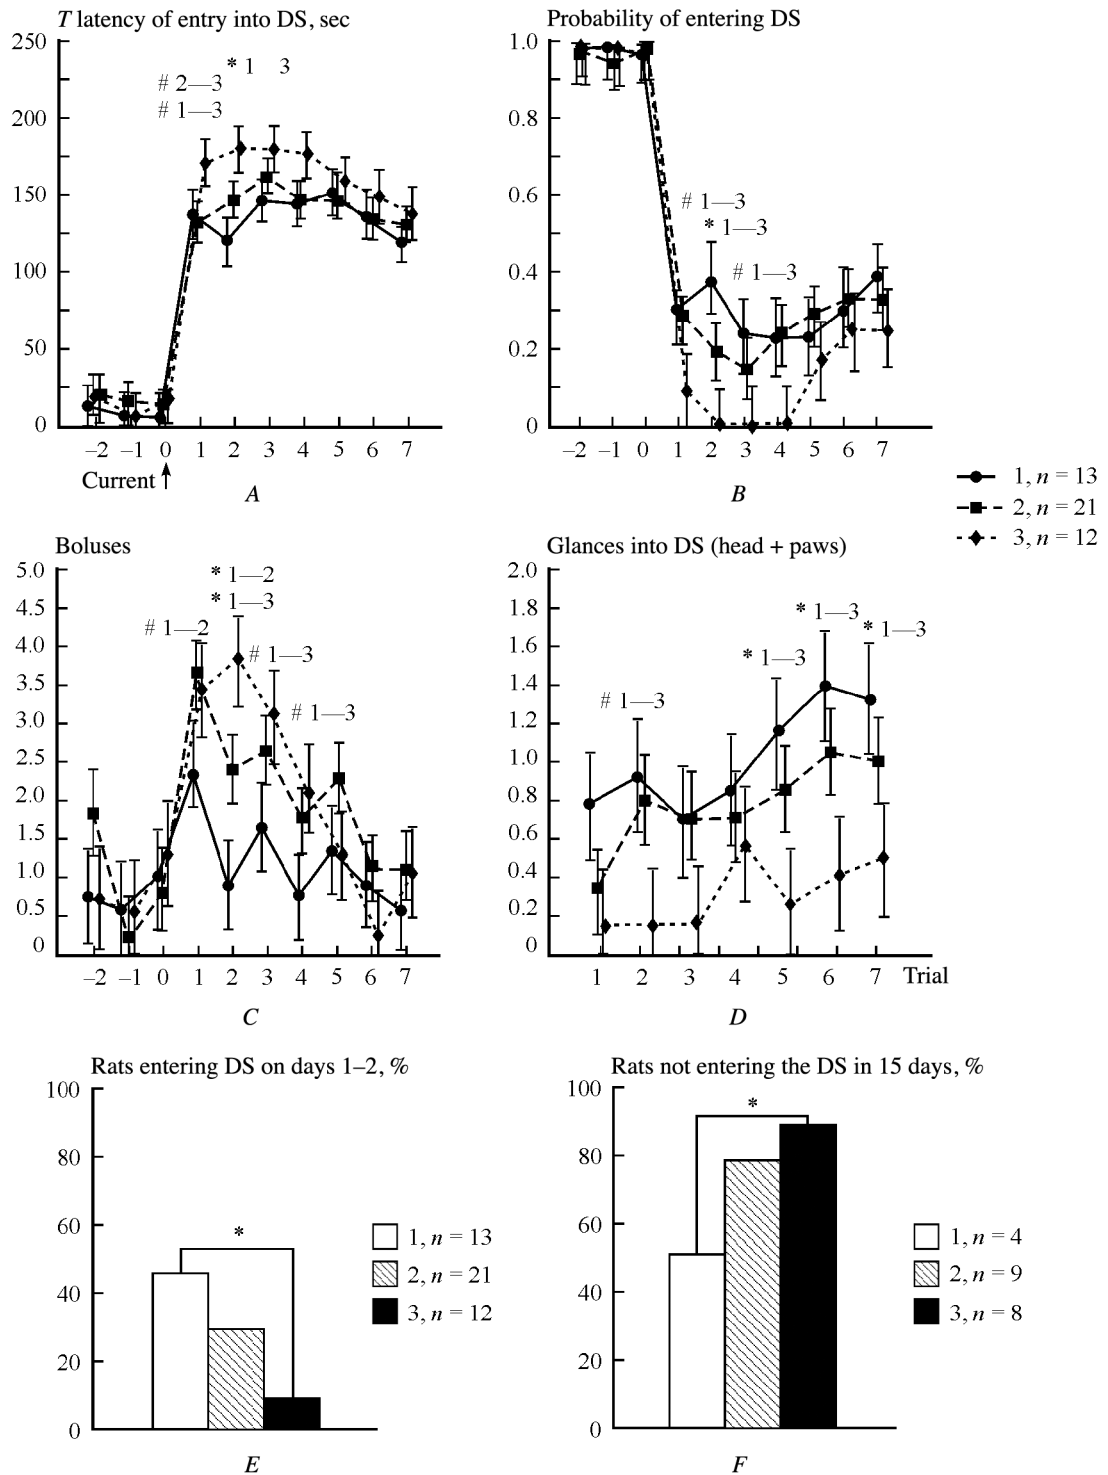 T latency of entry into DS, sec
250
200
150
100
50
0
* 1 3
# 2—3
# 1—3
–2 –1 0 1 2 3 4 5 6 7
Current
A
Probability of entering DS
1.0
0.8
0.6
0.4
0.2
0
# 1—3
* 1—3
# 1—3
–2 –1 0 1 2 3 4 5 6 7
B
1, n = 13
2, n = 21
3, n = 12
Boluses
5.0
4.5
4.0
3.5
3.0
2.5
2.0
1.5
1.0
0.5
0
* 1—2
* 1—3
# 1—2
# 1—3
# 1—3
–2 –1 0 1 2 3 4 5 6 7
C
Glances into DS (head + paws)
2.0
1.8
1.6
1.4
1.2
1.0
0.8
0.6
0.4
0.2
0
* 1—3
* 1—3
* 1—3
# 1—3
1 2 3 4 5 6 7 Trial
D
Rats entering DS on days 1–2, %
100
80
60
40
20
0
*
1, n = 13
2, n = 21
3, n = 12
E
Rats not entering the DS in 15 days, %
100
80
60
40
20
0
*
1, n = 4
2, n = 9
3, n = 8
F